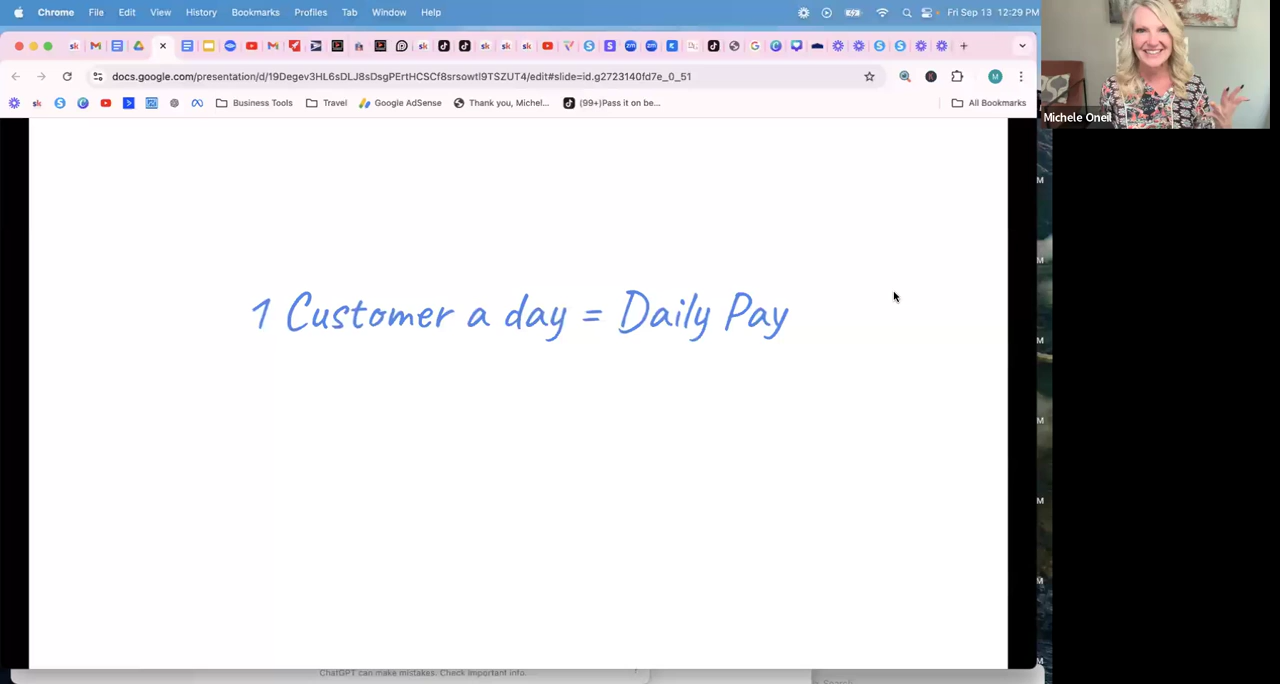 Chrome File Edit View History Bookmarks Profiles Tab Window Help Fri Sep 13 12:29 PM
docs.google.com/presentation/d/19Degev3HL6sDLJ8sDsgPErtHCSCf8srsowtI9TSZUT4/edit#slide=id.g2723140fd7e_0_51
Business Tools Travel Google AdSense Thank you, Michel... (99+)Pass it on be... All Bookmarks
Michele Oneil
1 Customer a day = Daily Pay
ChatGPT can make mistakes. Check important info.
Search